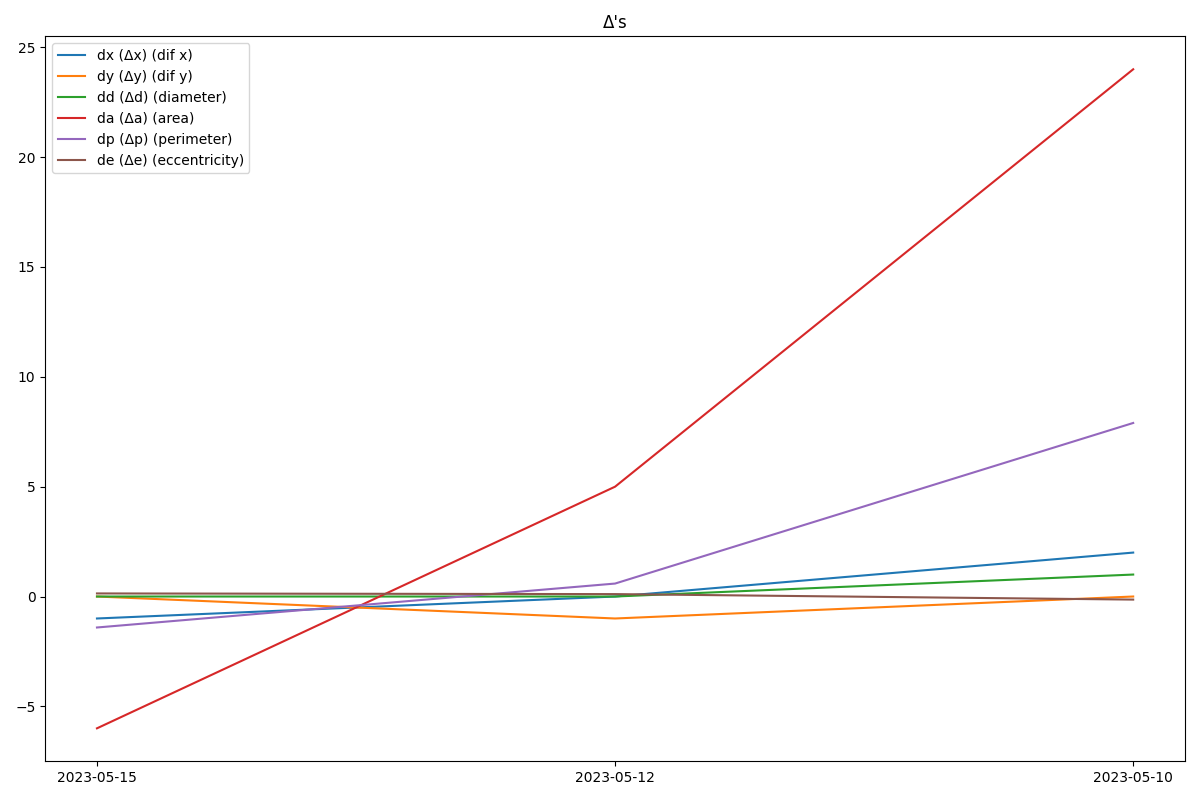 Δ's
dx (Δx) (dif x)
dy (Δy) (dif y)
dd (Δd) (diameter)
da (Δa) (area)
dp (Δp) (perimeter)
de (Δe) (eccentricity)
25
20
15
10
5
0
−5
2023-05-15 2023-05-12 2023-05-10